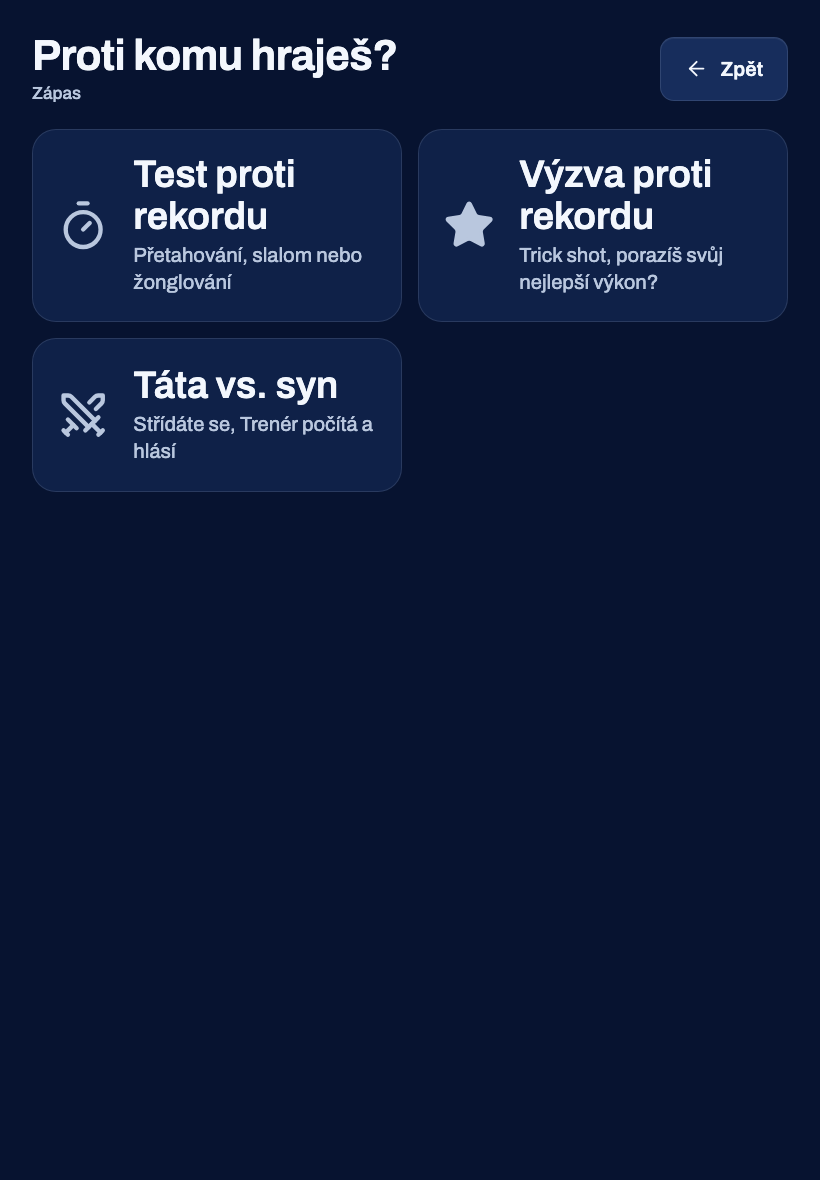 Proti komu hraješ?
Zápas
Zpět
Test proti
rekordu
Přetahování, slalom nebo
žonglování
Výzva proti
rekordu
Trick shot, porazíš svůj
nejlepší výkon?
Táta vs. syn
Střídáte se, Trenér počítá a
hlásí